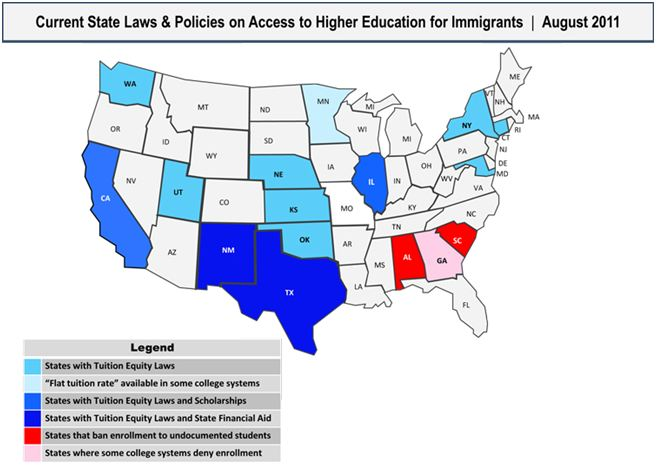 Current State Laws & Policies on Access to Higher Education for Immigrants | August 2011
WA
MT
ND
MN
MI
ME
VT
NH
MA
OR
ID
WY
SD
WI
MI
NY
RI
CT
PA
NJ
DE
MD
NV
UT
CO
NE
IA
IL
IN
OH
WV
VA
CA
KS
MO
KY
NC
AZ
NM
OK
AR
TN
SC
TX
LA
MS
AL
GA
FL
Legend
States with Tuition Equity Laws
“Flat tuition rate” available in some college systems
States with Tuition Equity Laws and Scholarships
States with Tuition Equity Laws and State Financial Aid
States that ban enrollment to undocumented students
States where some college systems deny enrollment